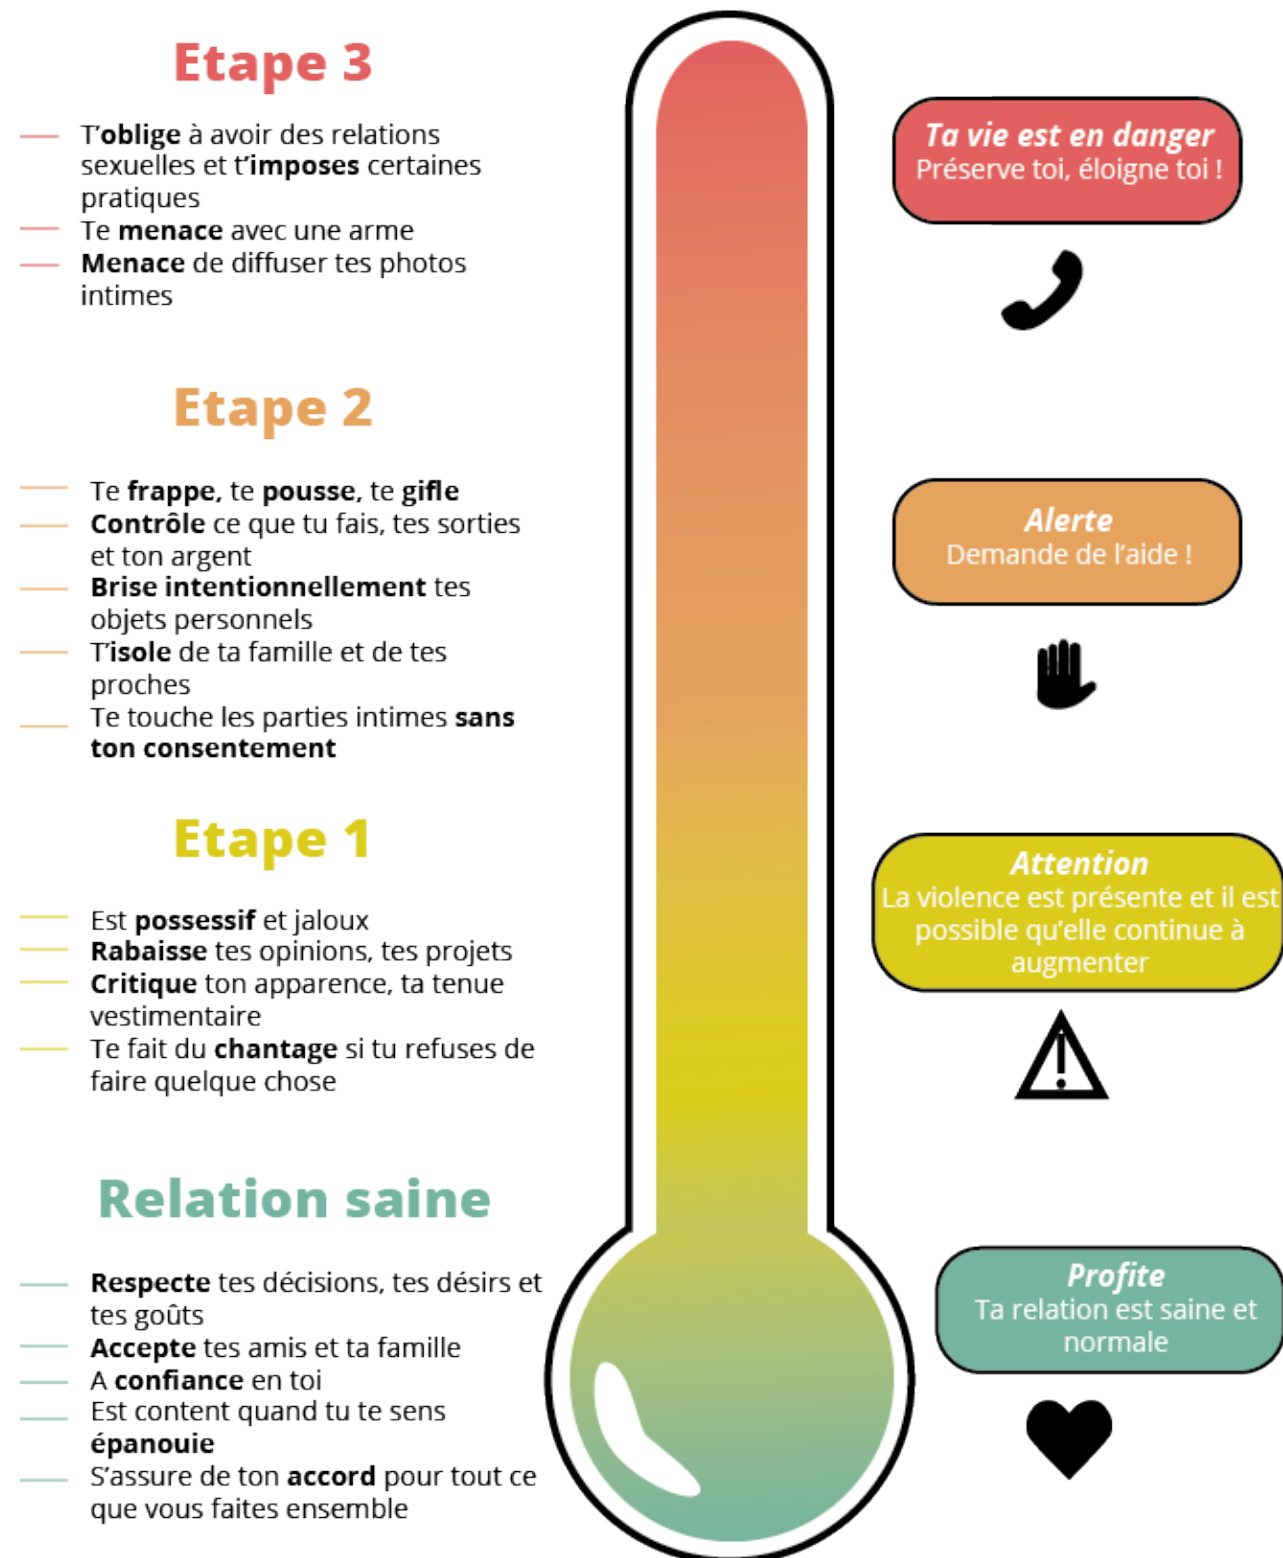 Etape 3
T'oblige à avoir des relations
sexuelles et t'imposes certaines
pratiques
Te menace avec une arme
Menace de diffuser tes photos
intimes
Ta vie est en danger
Préserve toi, éloigne toi !
Etape 2
Te frappe, te pousse, te gifle
Contrôle ce que tu fais, tes sorties
et ton argent
Brise intentionnellement tes
objets personnels
T'isole de ta famille et de tes
proches
Te touche les parties intimes sans
ton consentement
Alerte
Demande de l'aide !
Etape 1
Est possessif et jaloux
Rabaisse tes opinions, tes projets
Critique ton apparence, ta tenue
vestimentaire
Te fait du chantage si tu refuses de
faire quelque chose
Attention
La violence est présente et il est
possible qu'elle continue à
augmenter
Relation saine
Respecte tes décisions, tes désirs et
tes goûts
Accepte tes amis et ta famille
A confiance en toi
Est content quand tu te sens
épanouie
S'assure de ton accord pour tout ce
que vous faites ensemble
Profite
Ta relation est saine et
normale